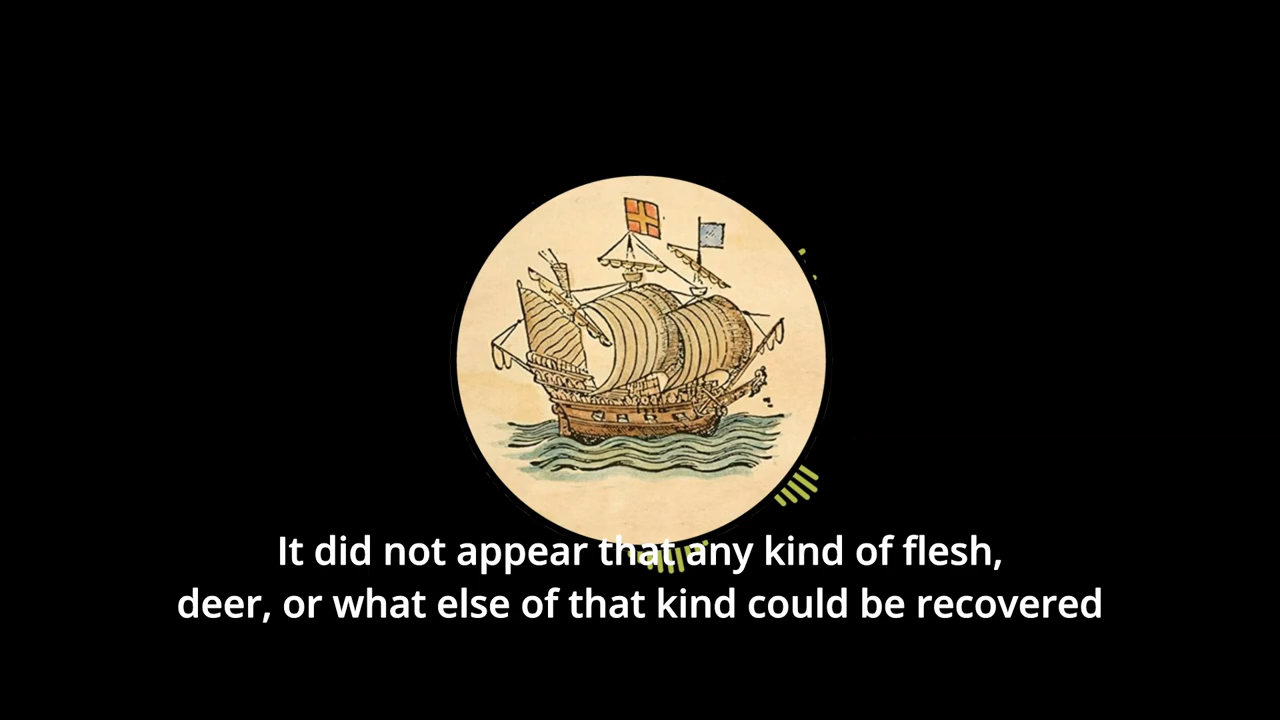 It did not appear that any kind of flesh,
deer, or what else of that kind could be recovered